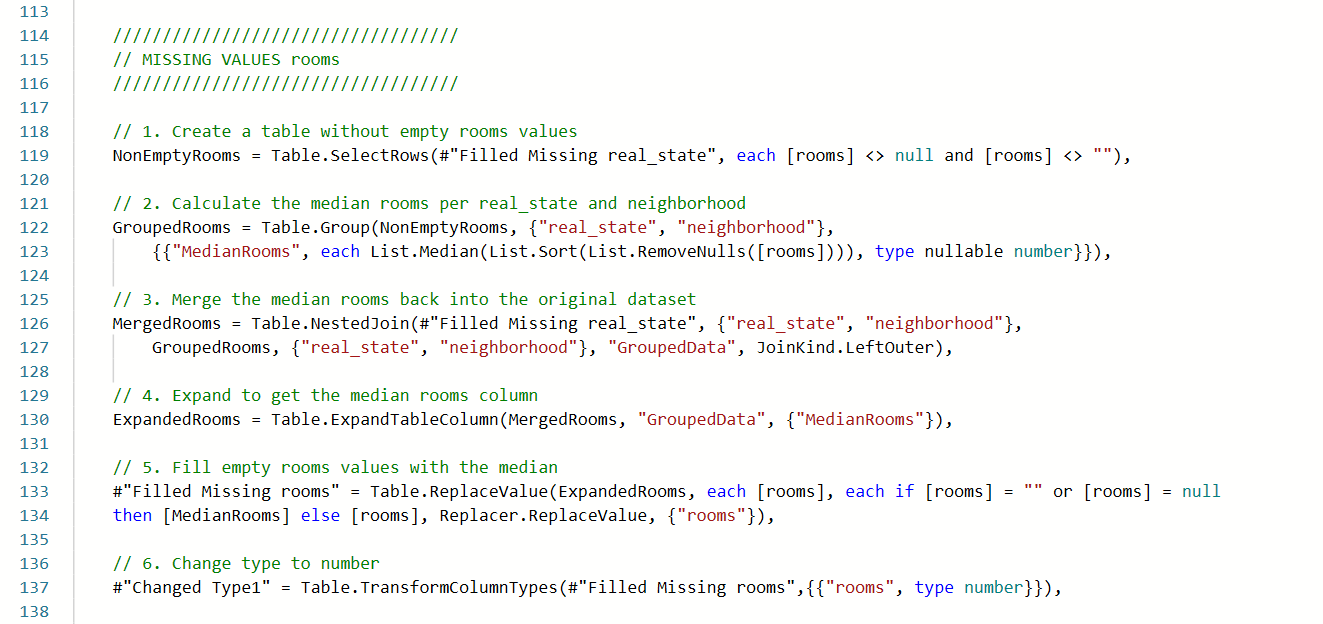 113
114 ///////////////////////////////////
115 // MISSING VALUES rooms
116 ///////////////////////////////////
117
118 // 1. Create a table without empty rooms values
119 NonEmptyRooms = Table.SelectRows(#"Filled Missing real_state", each [rooms] <> null and [rooms] <> ""),
120
121 // 2. Calculate the median rooms per real_state and neighborhood
122 GroupedRooms = Table.Group(NonEmptyRooms, {"real_state", "neighborhood"},
123 {{"MedianRooms", each List.Median(List.Sort(List.RemoveNulls([rooms]))), type nullable number}}),
124
125 // 3. Merge the median rooms back into the original dataset
126 MergedRooms = Table.NestedJoin(#"Filled Missing real_state", {"real_state", "neighborhood"},
127 GroupedRooms, {"real_state", "neighborhood"}, "GroupedData", JoinKind.LeftOuter),
128
129 // 4. Expand to get the median rooms column
130 ExpandedRooms = Table.ExpandTableColumn(MergedRooms, "GroupedData", {"MedianRooms"}),
131
132 // 5. Fill empty rooms values with the median
133 #"Filled Missing rooms" = Table.ReplaceValue(ExpandedRooms, each [rooms], each if [rooms] = "" or [rooms] = null
134 then [MedianRooms] else [rooms], Replacer.ReplaceValue, {"rooms"}),
135
136 // 6. Change type to number
137 #"Changed Type1" = Table.TransformColumnTypes(#"Filled Missing rooms",{{"rooms", type number}}),
138